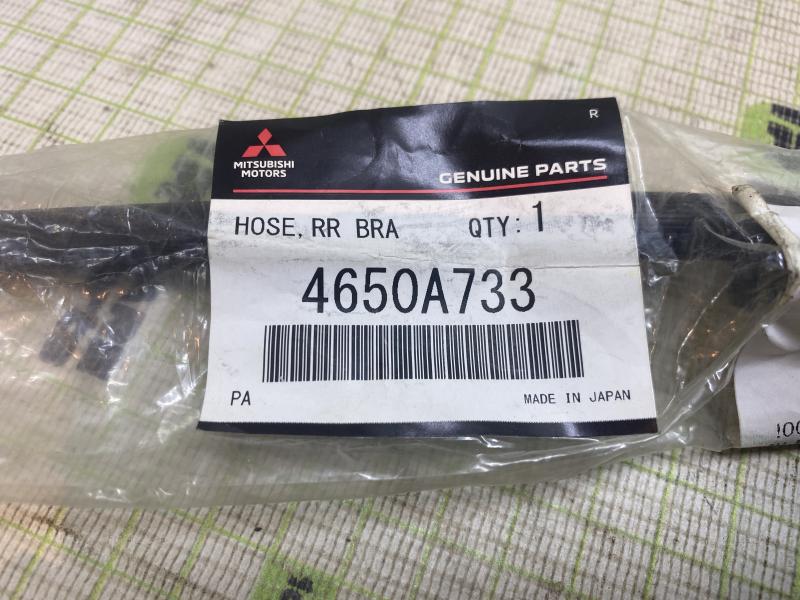 R
MITSUBISHI
MOTORS
GENUINE PARTS
HOSE, RR BRA QTY: 1
4650A733
PA MADE IN JAPAN